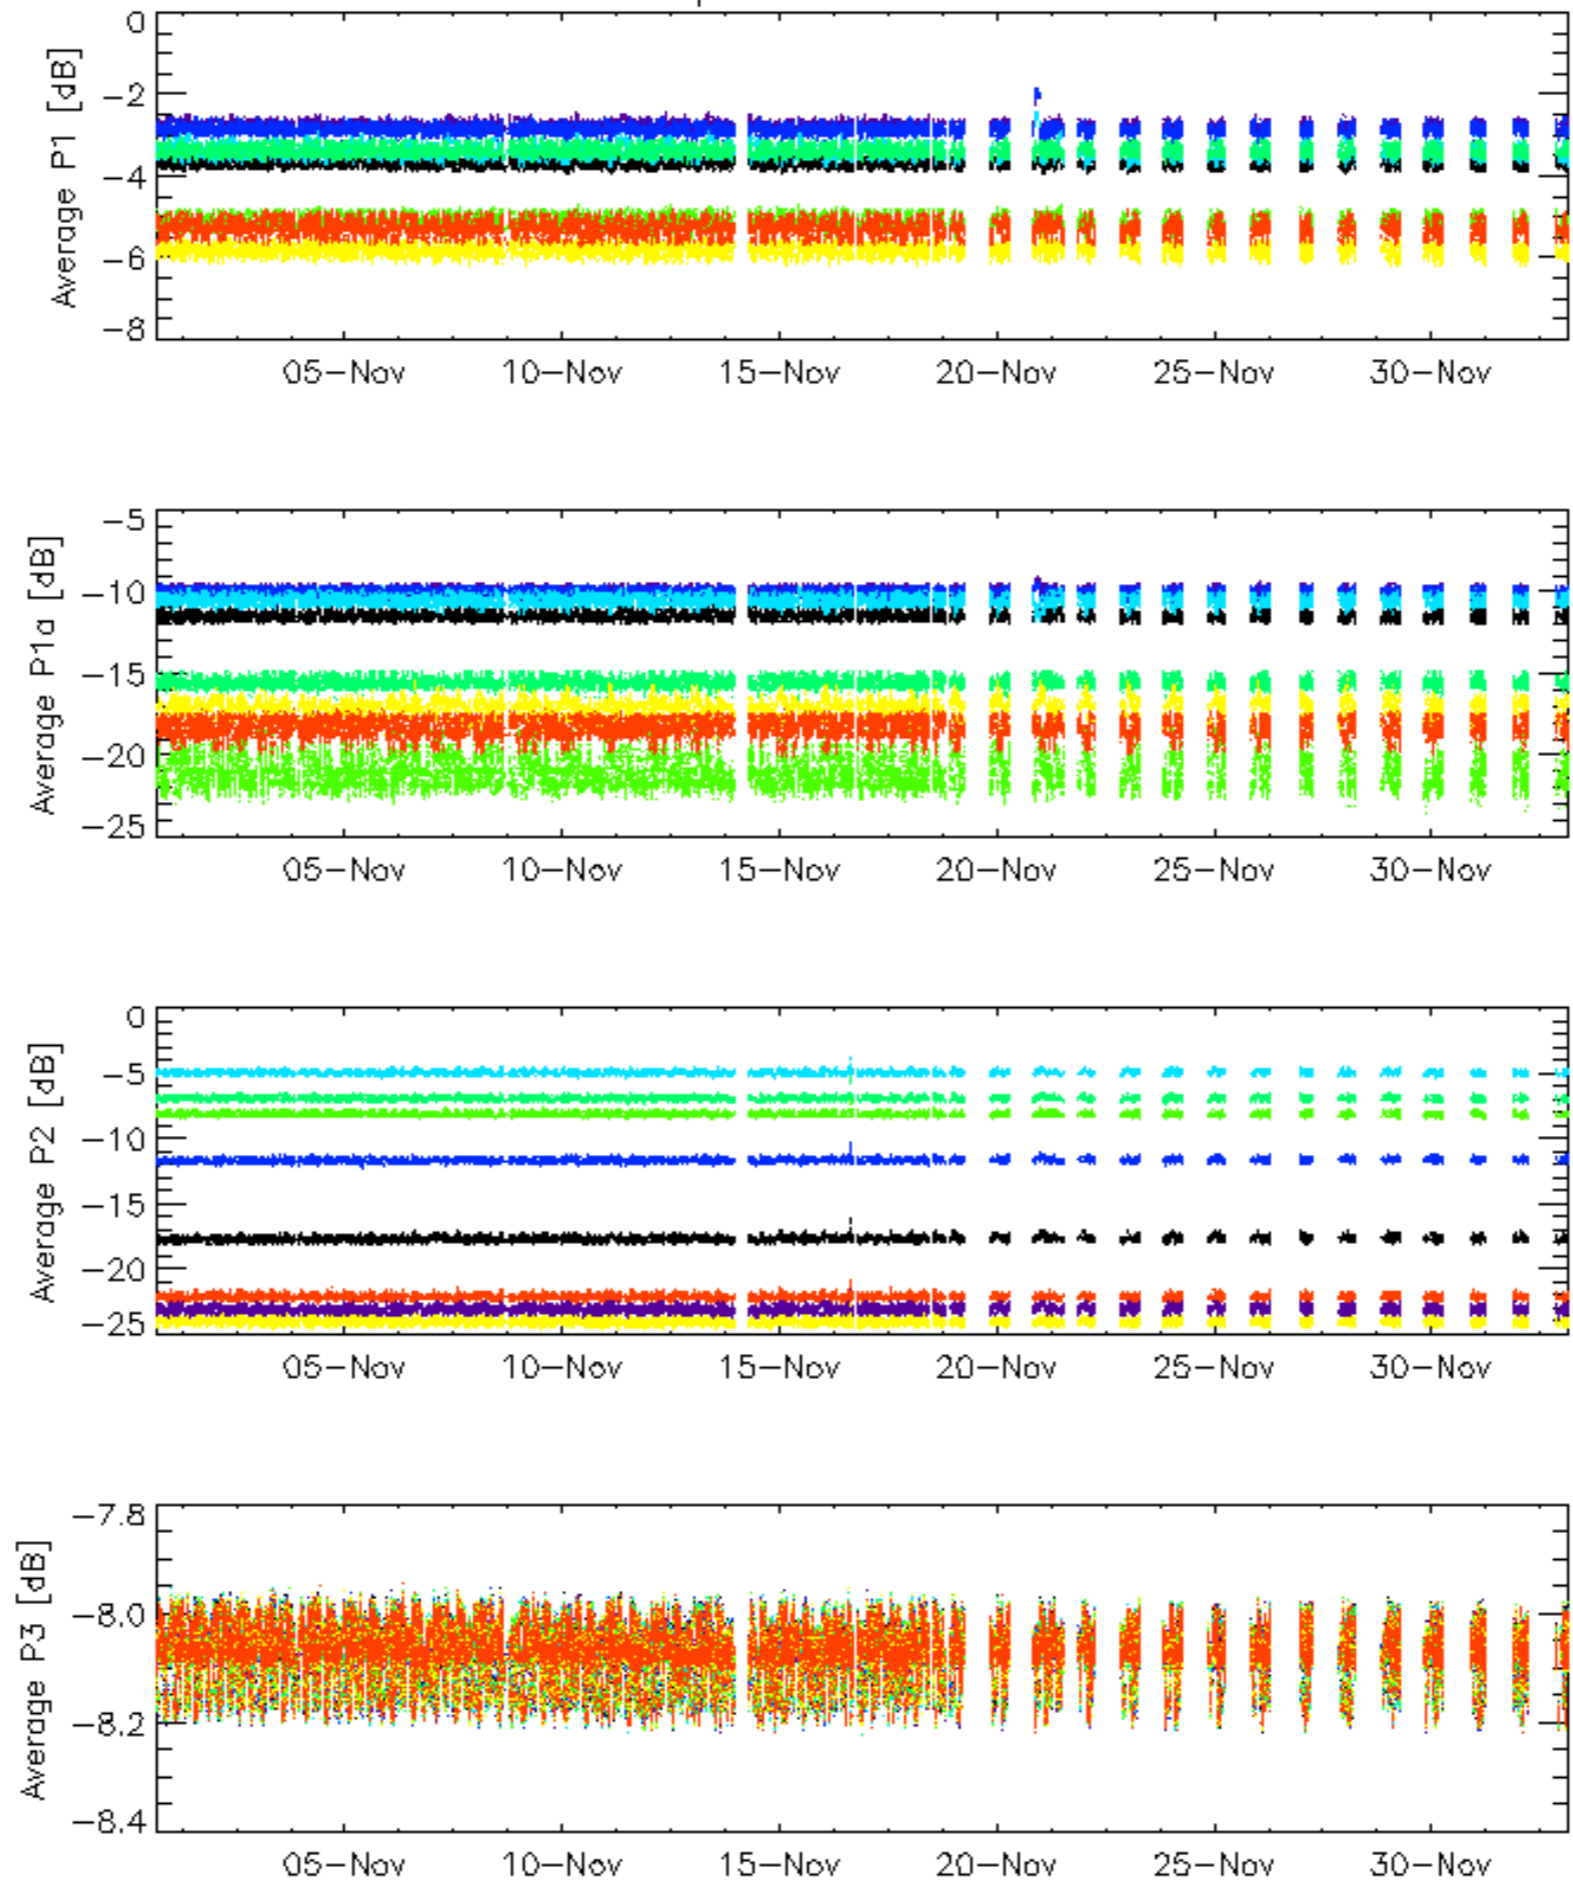 Average P1 [dB]
0
−2
−4
−6
−8
05−Nov 10−Nov 15−Nov 20−Nov 25−Nov 30−Nov
Average P1a [dB]
−5
−10
−15
−20
−25
05−Nov 10−Nov 15−Nov 20−Nov 25−Nov 30−Nov
Average P2 [dB]
0
−5
−10
−15
−20
−25
05−Nov 10−Nov 15−Nov 20−Nov 25−Nov 30−Nov
Average P3 [dB]
−7.8
−8.0
−8.2
−8.4
05−Nov 10−Nov 15−Nov 20−Nov 25−Nov 30−Nov